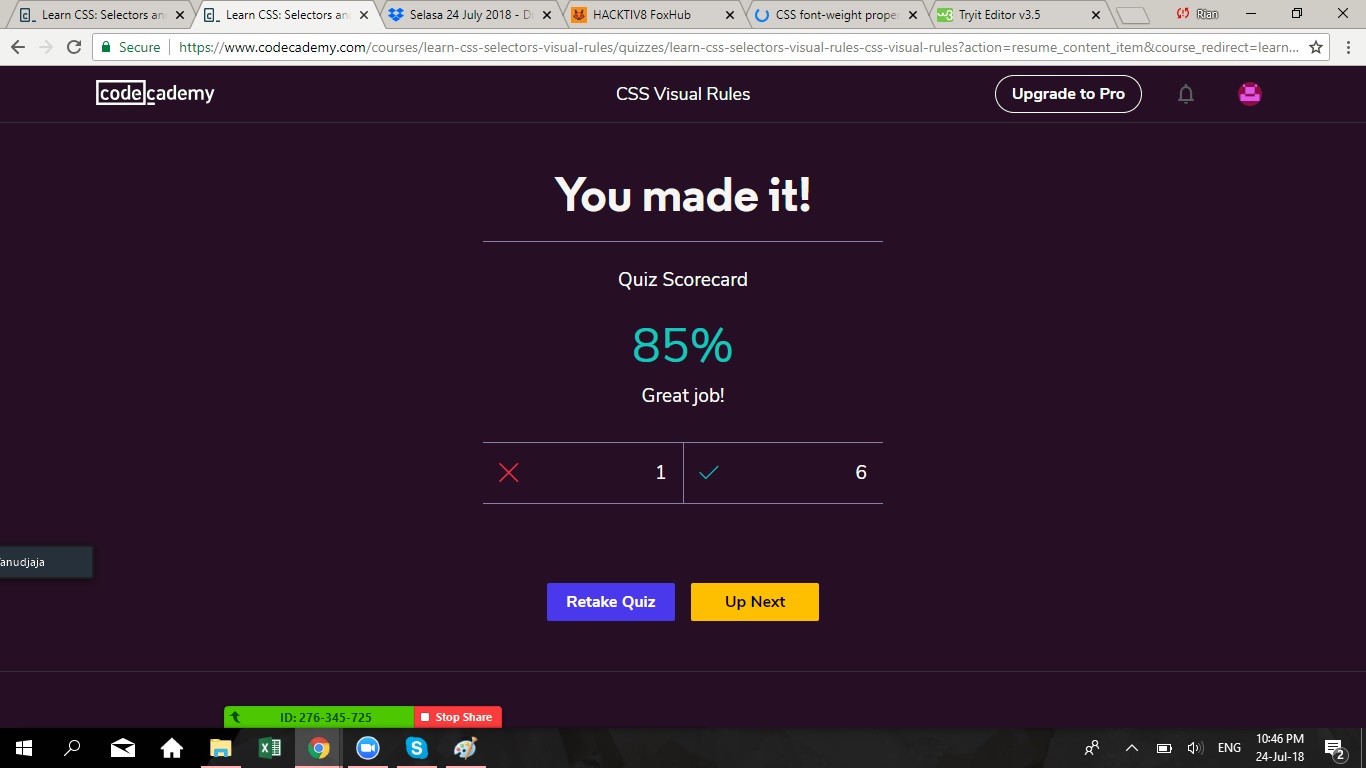 Learn CSS: Selectors an
Learn CSS: Selectors an
Selasa 24 July 2018 - D
HACKTIV8 FoxHub
CSS font-weight proper
Tryit Editor v3.5
Rian
Secure
https://www.codecademy.com/courses/learn-css-selectors-visual-rules/quizzes/learn-css-selectors-visual-rules-css-visual-rules?action=resume_content_item&course_redirect=learn...
codecademy
CSS Visual Rules
Upgrade to Pro
You made it!
Quiz Scorecard
85%
Great job!
1
6
anudjaja
Retake Quiz
Up Next
ID: 276-345-725
Stop Share
ENG
10:46 PM
24-Jul-18
2